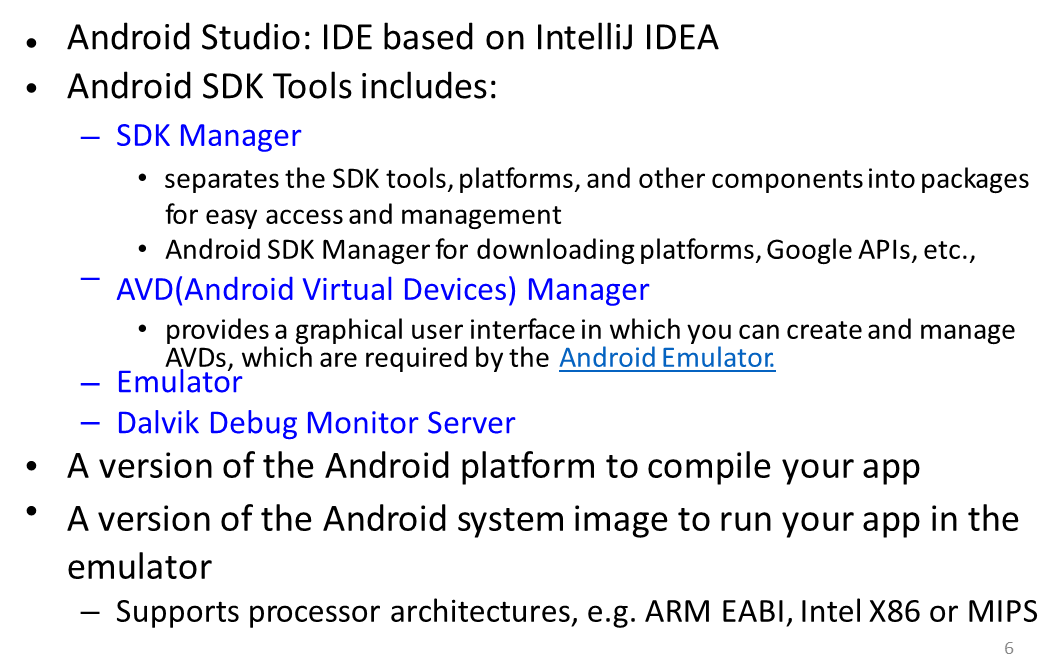 • Android Studio: IDE based on IntelliJ IDEA
• Android SDK Tools includes:
– SDK Manager
• separates the SDK tools, platforms, and other components into packages
for easy access and management
• Android SDK Manager for downloading platforms, Google APIs, etc.,
– AVD(Android Virtual Devices) Manager
• provides a graphical user interface in which you can create and manage
AVDs, which are required by the Android Emulator.
– Emulator
– Dalvik Debug Monitor Server
• A version of the Android platform to compile your app
• A version of the Android system image to run your app in the
emulator
– Supports processor architectures, e.g. ARM EABI, Intel X86 or MIPS
6